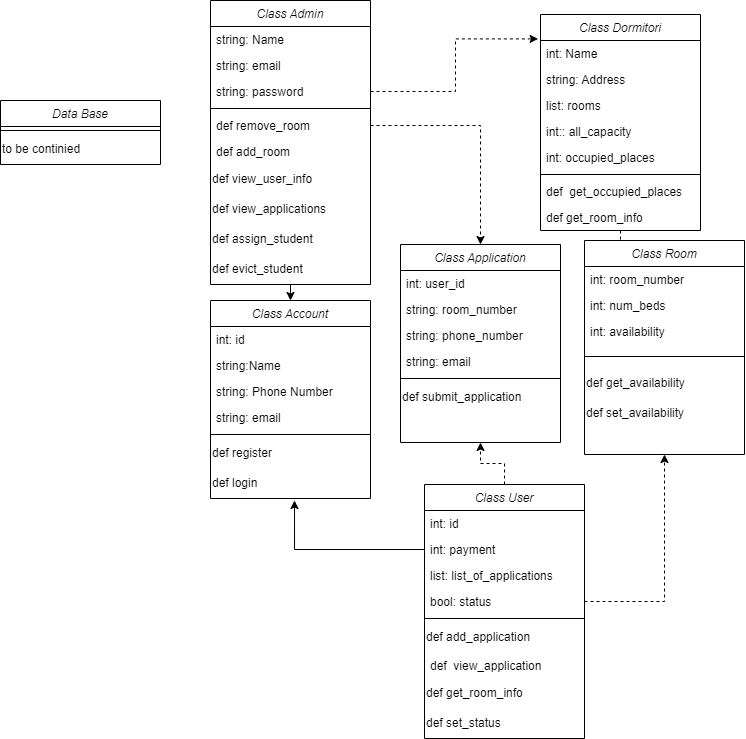 Class Admin
string: Name
string: email
string: password
def remove_room
def add_room
def view_user_info
def view_applications
def assign_student
def evict_student
Class Dormitori
int: Name
string: Address
list: rooms
int:: all_capacity
int: occupied_places
def  get_occupied_places
def get_room_info
Data Base
to be continied
Class Application
int: user_id
string: room_number
string: phone_number
string: email
def submit_application
Class Room
int: room_number
int: num_beds
int: availability
def get_availability
def set_availability
Class Account
int: id
string:Name
string: Phone Number
string: email
def register
def login
Class User
int: id
int: payment
list: list_of_applications
bool: status
def add_application
def  view_application
def get_room_info
def set_status